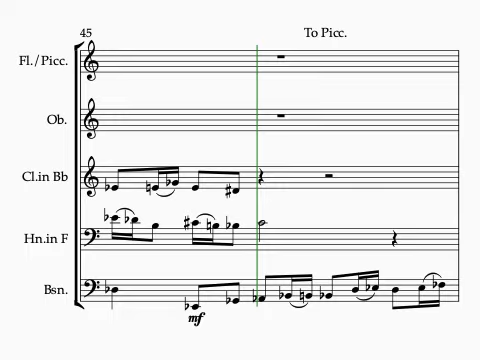 45
To Picc.
Fl./Picc.
Ob.
Cl.in Bb
Hn.in F
Bsn.
mf